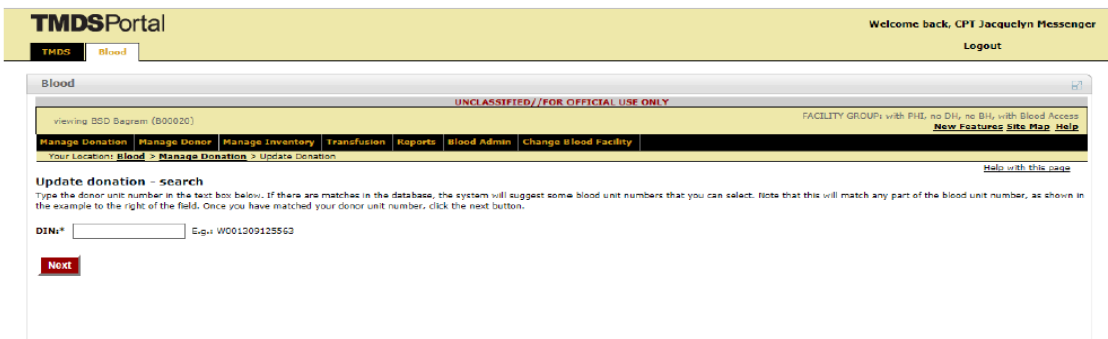 TMDSPortal
Welcome back, CPT Jacquelyn Messenger
Logout
TMDS Blood
Blood
UNCLASSIFIED//FOR OFFICIAL USE ONLY
viewing BSD Bagram (B00020)
FACILITY GROUP: with PHI, no DH, no BH, with Blood Access
New Features Site Map Help
Manage Donation Manage Donor Manage Inventory Transfusion Reports Blood Admin Change Blood Facility
Your Location: Blood > Manage Donation > Update Donation
Help with this page
Update donation - search
Type the donor unit number in the text box below. If there are matches in the database, the system will suggest some blood unit numbers that you can select. Note that this will match any part of the blood unit number, as shown in
the example to the right of the field. Once you have matched your donor unit number, click the next button.
DIN:* E.g.: W001309125563
Next